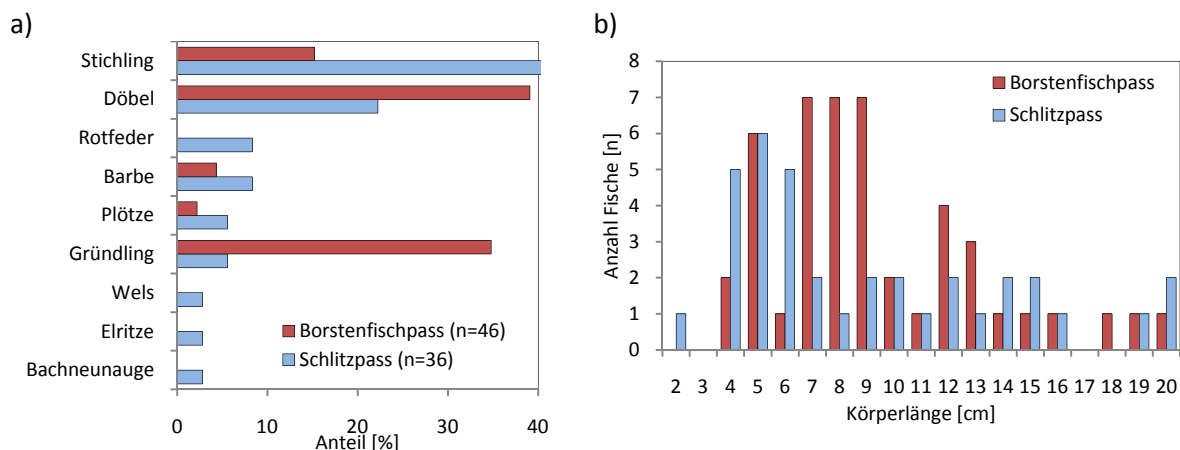 a)
Stichling
Döbel
Rotfeder
Barbe
Plötze
Gründling
Wels
Elritze
Bachneunauge
Borstenfischpass (n=46)
Schlitzpass (n=36)
0 10 20 30 40
Anteil [%]
b)
8
7
6
5
4
3
2
1
0
Anzahl Fische [n]
Borstenfischpass
Schlitzpass
2 3 4 5 6 7 8 9 10 11 12 13 14 15 16 17 18 19 20
Körperlänge [cm]